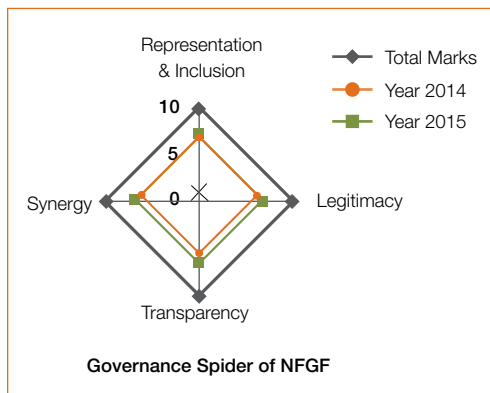 Representation
& Inclusion
Total Marks
Year 2014
Year 2015
10
5
0
Synergy
Legitimacy
Transparency
Governance Spider of NFGF